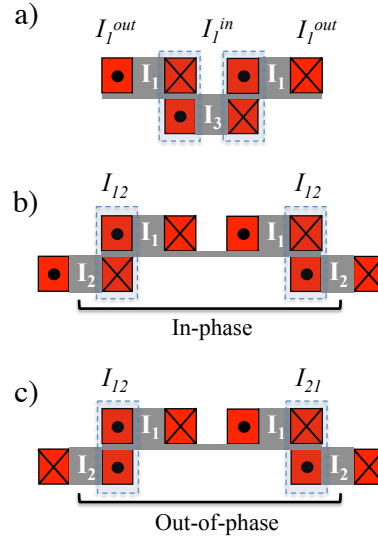 a)
I₁ᵒᵘᵗ I₁ⁱⁿ I₁ᵒᵘᵗ
I₁ I₁
I₃
I₁₂ I₁₂
b)
I₁ I₁
I₂ I₂
In-phase
c)
I₁₂ I₂₁
I₁ I₁
I₂ I₂
Out-of-phase